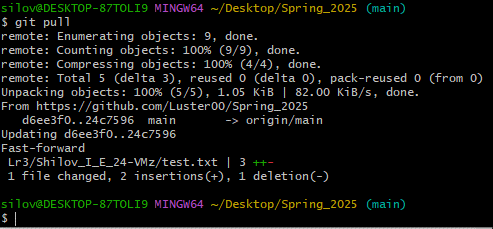 silov@DESKTOP-87TOLI9 MINGW64 ~/Desktop/Spring_2025 (main)
$ git pull
remote: Enumerating objects: 9, done.
remote: Counting objects: 100% (9/9), done.
remote: Compressing objects: 100% (4/4), done.
remote: Total 5 (delta 3), reused 0 (delta 0), pack-reused 0 (from 0)
Unpacking objects: 100% (5/5), 1.05 KiB | 82.00 KiB/s, done.
From https://github.com/Luster00/Spring_2025
   d6ee3f0..24c7596  main       -> origin/main
Updating d6ee3f0..24c7596
Fast-forward
 Lr3/Shilov_I_E_24-VMz/test.txt | 3 ++-
 1 file changed, 2 insertions(+), 1 deletion(-)
silov@DESKTOP-87TOLI9 MINGW64 ~/Desktop/Spring_2025 (main)
$